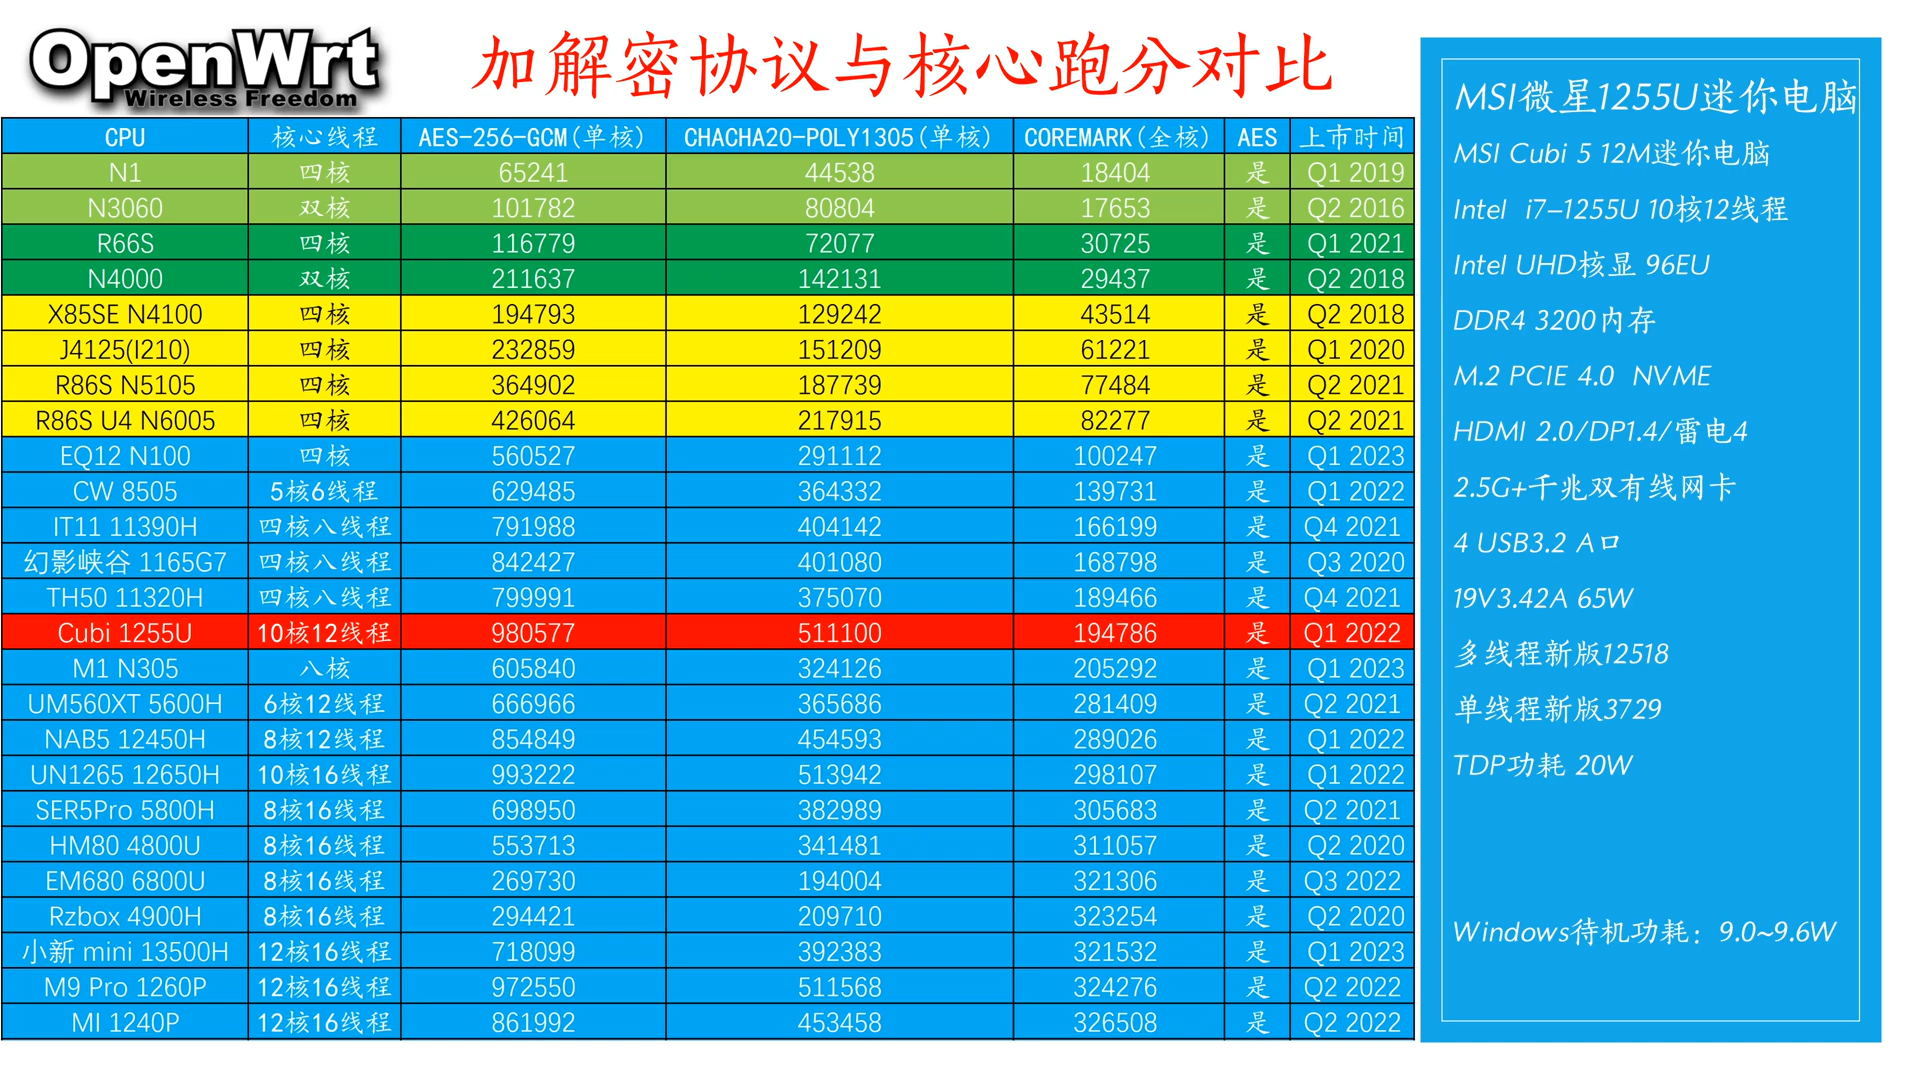 OpenWrt
Wireless Freedom
加解密协议与核心跑分对比
CPU 核心线程 AES-256-GCM(单核) CHACHA20-POLY1305(单核) COREMARK(全核) AES 上市时间
N1 四核 65241 44538 18404 是 Q1 2019
N3060 双核 101782 80804 17653 是 Q2 2016
R66S 四核 116779 72077 30725 是 Q1 2021
N4000 双核 211637 142131 29437 是 Q2 2018
X85SE N4100 四核 194793 129242 43514 是 Q2 2018
J4125(I210) 四核 232859 151209 61221 是 Q1 2020
R86S N5105 四核 364902 187739 77484 是 Q2 2021
R86S U4 N6005 四核 426064 217915 82277 是 Q2 2021
EQ12 N100 四核 560527 291112 100247 是 Q1 2023
CW 8505 5核6线程 629485 364332 139731 是 Q1 2022
IT11 11390H 四核八线程 791988 404142 166199 是 Q4 2021
幻影峡谷 1165G7 四核八线程 842427 401080 168798 是 Q3 2020
TH50 11320H 四核八线程 799991 375070 189466 是 Q4 2021
Cubi 1255U 10核12线程 980577 511100 194786 是 Q1 2022
M1 N305 八核 605840 324126 205292 是 Q1 2023
UM560XT 5600H 6核12线程 666966 365686 281409 是 Q2 2021
NAB5 12450H 8核12线程 854849 454593 289026 是 Q1 2022
UN1265 12650H 10核16线程 993222 513942 298107 是 Q1 2022
SER5Pro 5800H 8核16线程 698950 382989 305683 是 Q2 2021
HM80 4800U 8核16线程 553713 341481 311057 是 Q2 2020
EM680 6800U 8核16线程 269730 194004 321306 是 Q3 2022
Rzbox 4900H 8核16线程 294421 209710 323254 是 Q2 2020
小新 mini 13500H 12核16线程 718099 392383 321532 是 Q1 2023
M9 Pro 1260P 12核16线程 972550 511568 324276 是 Q2 2022
MI 1240P 12核16线程 861992 453458 326508 是 Q2 2022
MSI微星1255U迷你电脑
MSI Cubi 5 12M迷你电脑
Intel i7-1255U 10核12线程
Intel UHD核显 96EU
DDR4 3200内存
M.2 PCIE 4.0 NVME
HDMI 2.0/DP1.4/雷电4
2.5G+千兆双有线网卡
4 USB3.2 A口
19V3.42A 65W
多线程新版12518
单线程新版3729
TDP功耗 20W
Windows待机功耗：9.0~9.6W